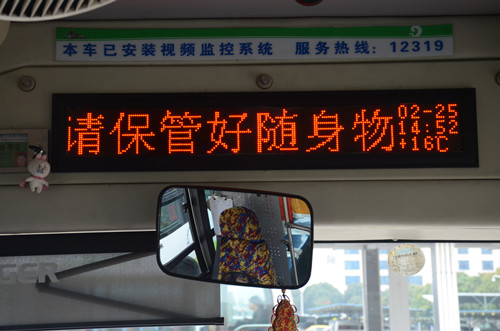 本车已安装视频监控系统 服务热线: 12319
请保管好随身物
02-25
14:52
+16C
GER